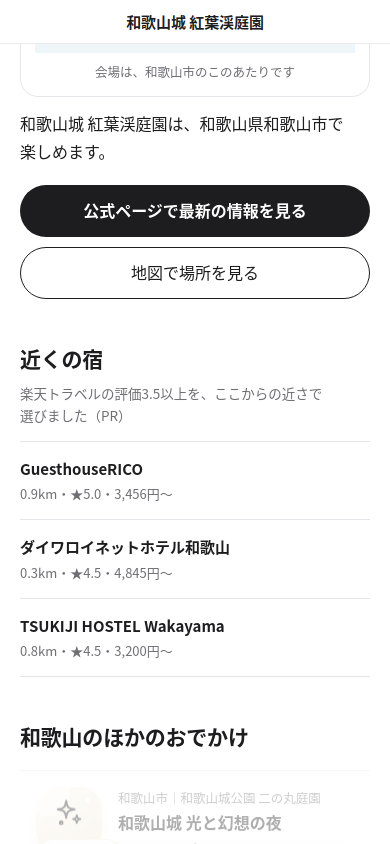 和歌山城 紅葉渓庭園
会場は、和歌山市のこのあたりです
和歌山城 紅葉渓庭園は、和歌山県和歌山市で
楽しめます。
公式ページで最新の情報を見る
地図で場所を見る
近くの宿
楽天トラベルの評価3.5以上を、ここからの近さで
選びました（PR）
GuesthouseRICO
0.9km・★5.0・3,456円〜
ダイワロイネットホテル和歌山
0.3km・★4.5・4,845円〜
TSUKIJI HOSTEL Wakayama
0.8km・★4.5・3,200円〜
和歌山のほかのおでかけ
和歌山市｜和歌山城公園 二の丸庭園
和歌山城 光と幻想の夜